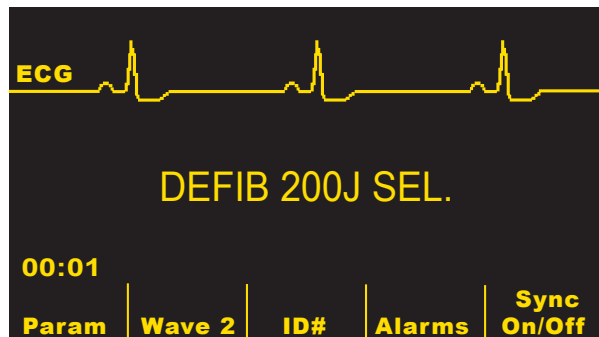 ECG
DEFIB 200J SEL.
00:01
Param Wave 2 ID# Alarms Sync On/Off